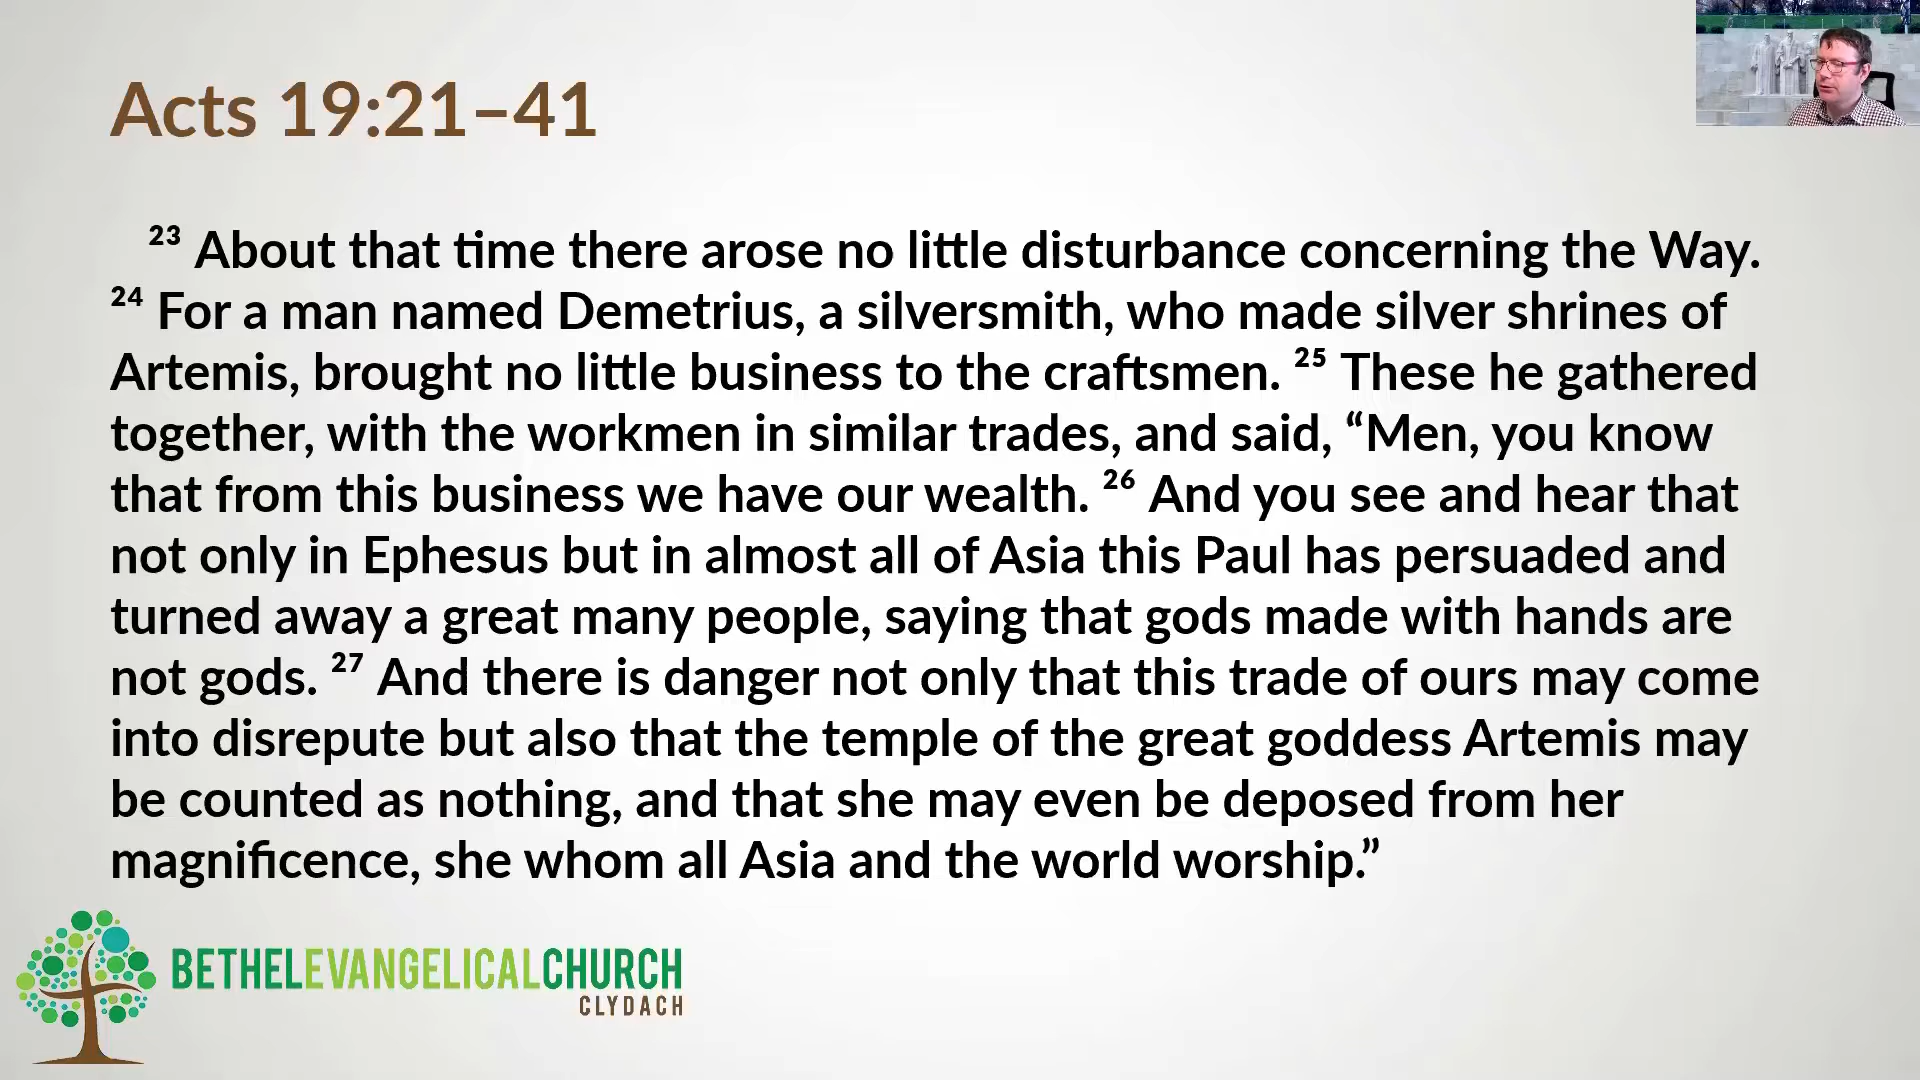 Acts 19:21–41
²³ About that time there arose no little disturbance concerning the Way.
²⁴ For a man named Demetrius, a silversmith, who made silver shrines of
Artemis, brought no little business to the craftsmen. ²⁵ These he gathered
together, with the workmen in similar trades, and said, “Men, you know
that from this business we have our wealth. ²⁶ And you see and hear that
not only in Ephesus but in almost all of Asia this Paul has persuaded and
turned away a great many people, saying that gods made with hands are
not gods. ²⁷ And there is danger not only that this trade of ours may come
into disrepute but also that the temple of the great goddess Artemis may
be counted as nothing, and that she may even be deposed from her
magnificence, she whom all Asia and the world worship.”
BETHELEVANGELICALCHURCH
CLYDACH